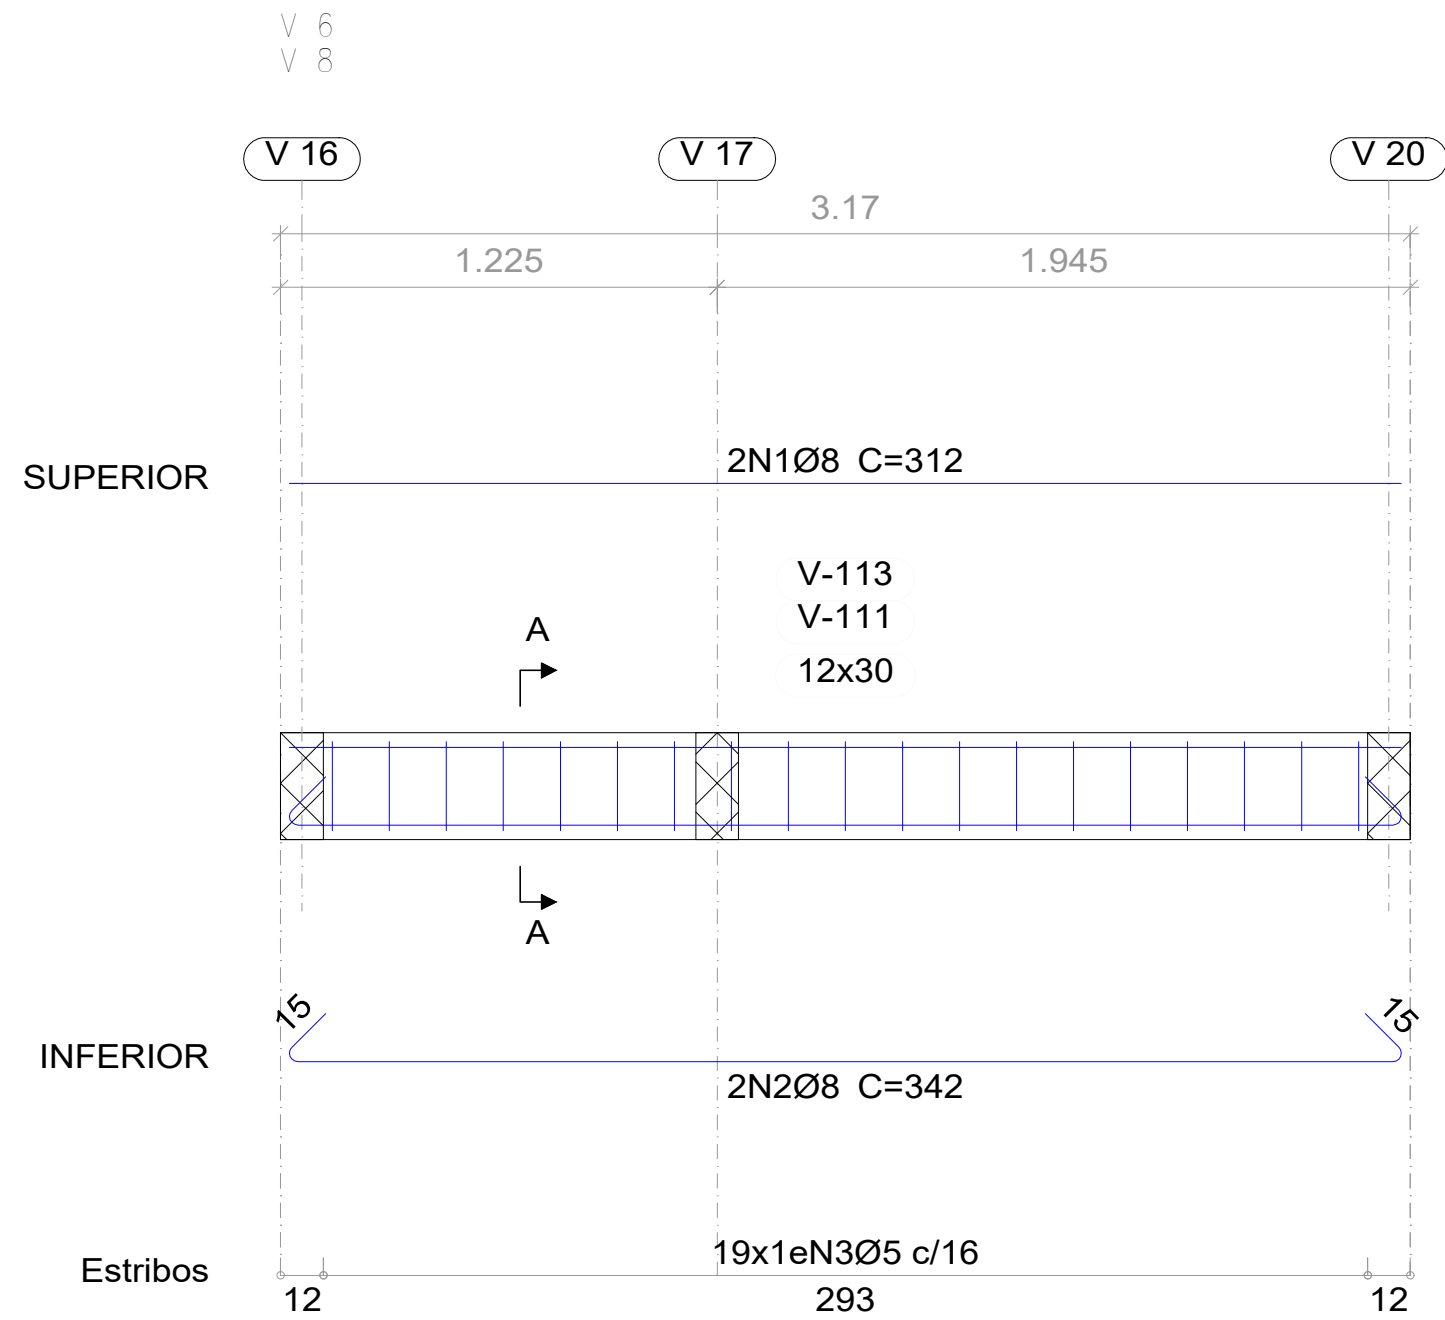 V 6
V 8
V 16 V 17 V 20
3.17
1.225 1.945
2N1Ø8 C=312
SUPERIOR
V-113
V-111
12x30
A
A
15 15
INFERIOR
2N2Ø8 C=342
19x1eN3Ø5 c/16
Estribos
12 293 12